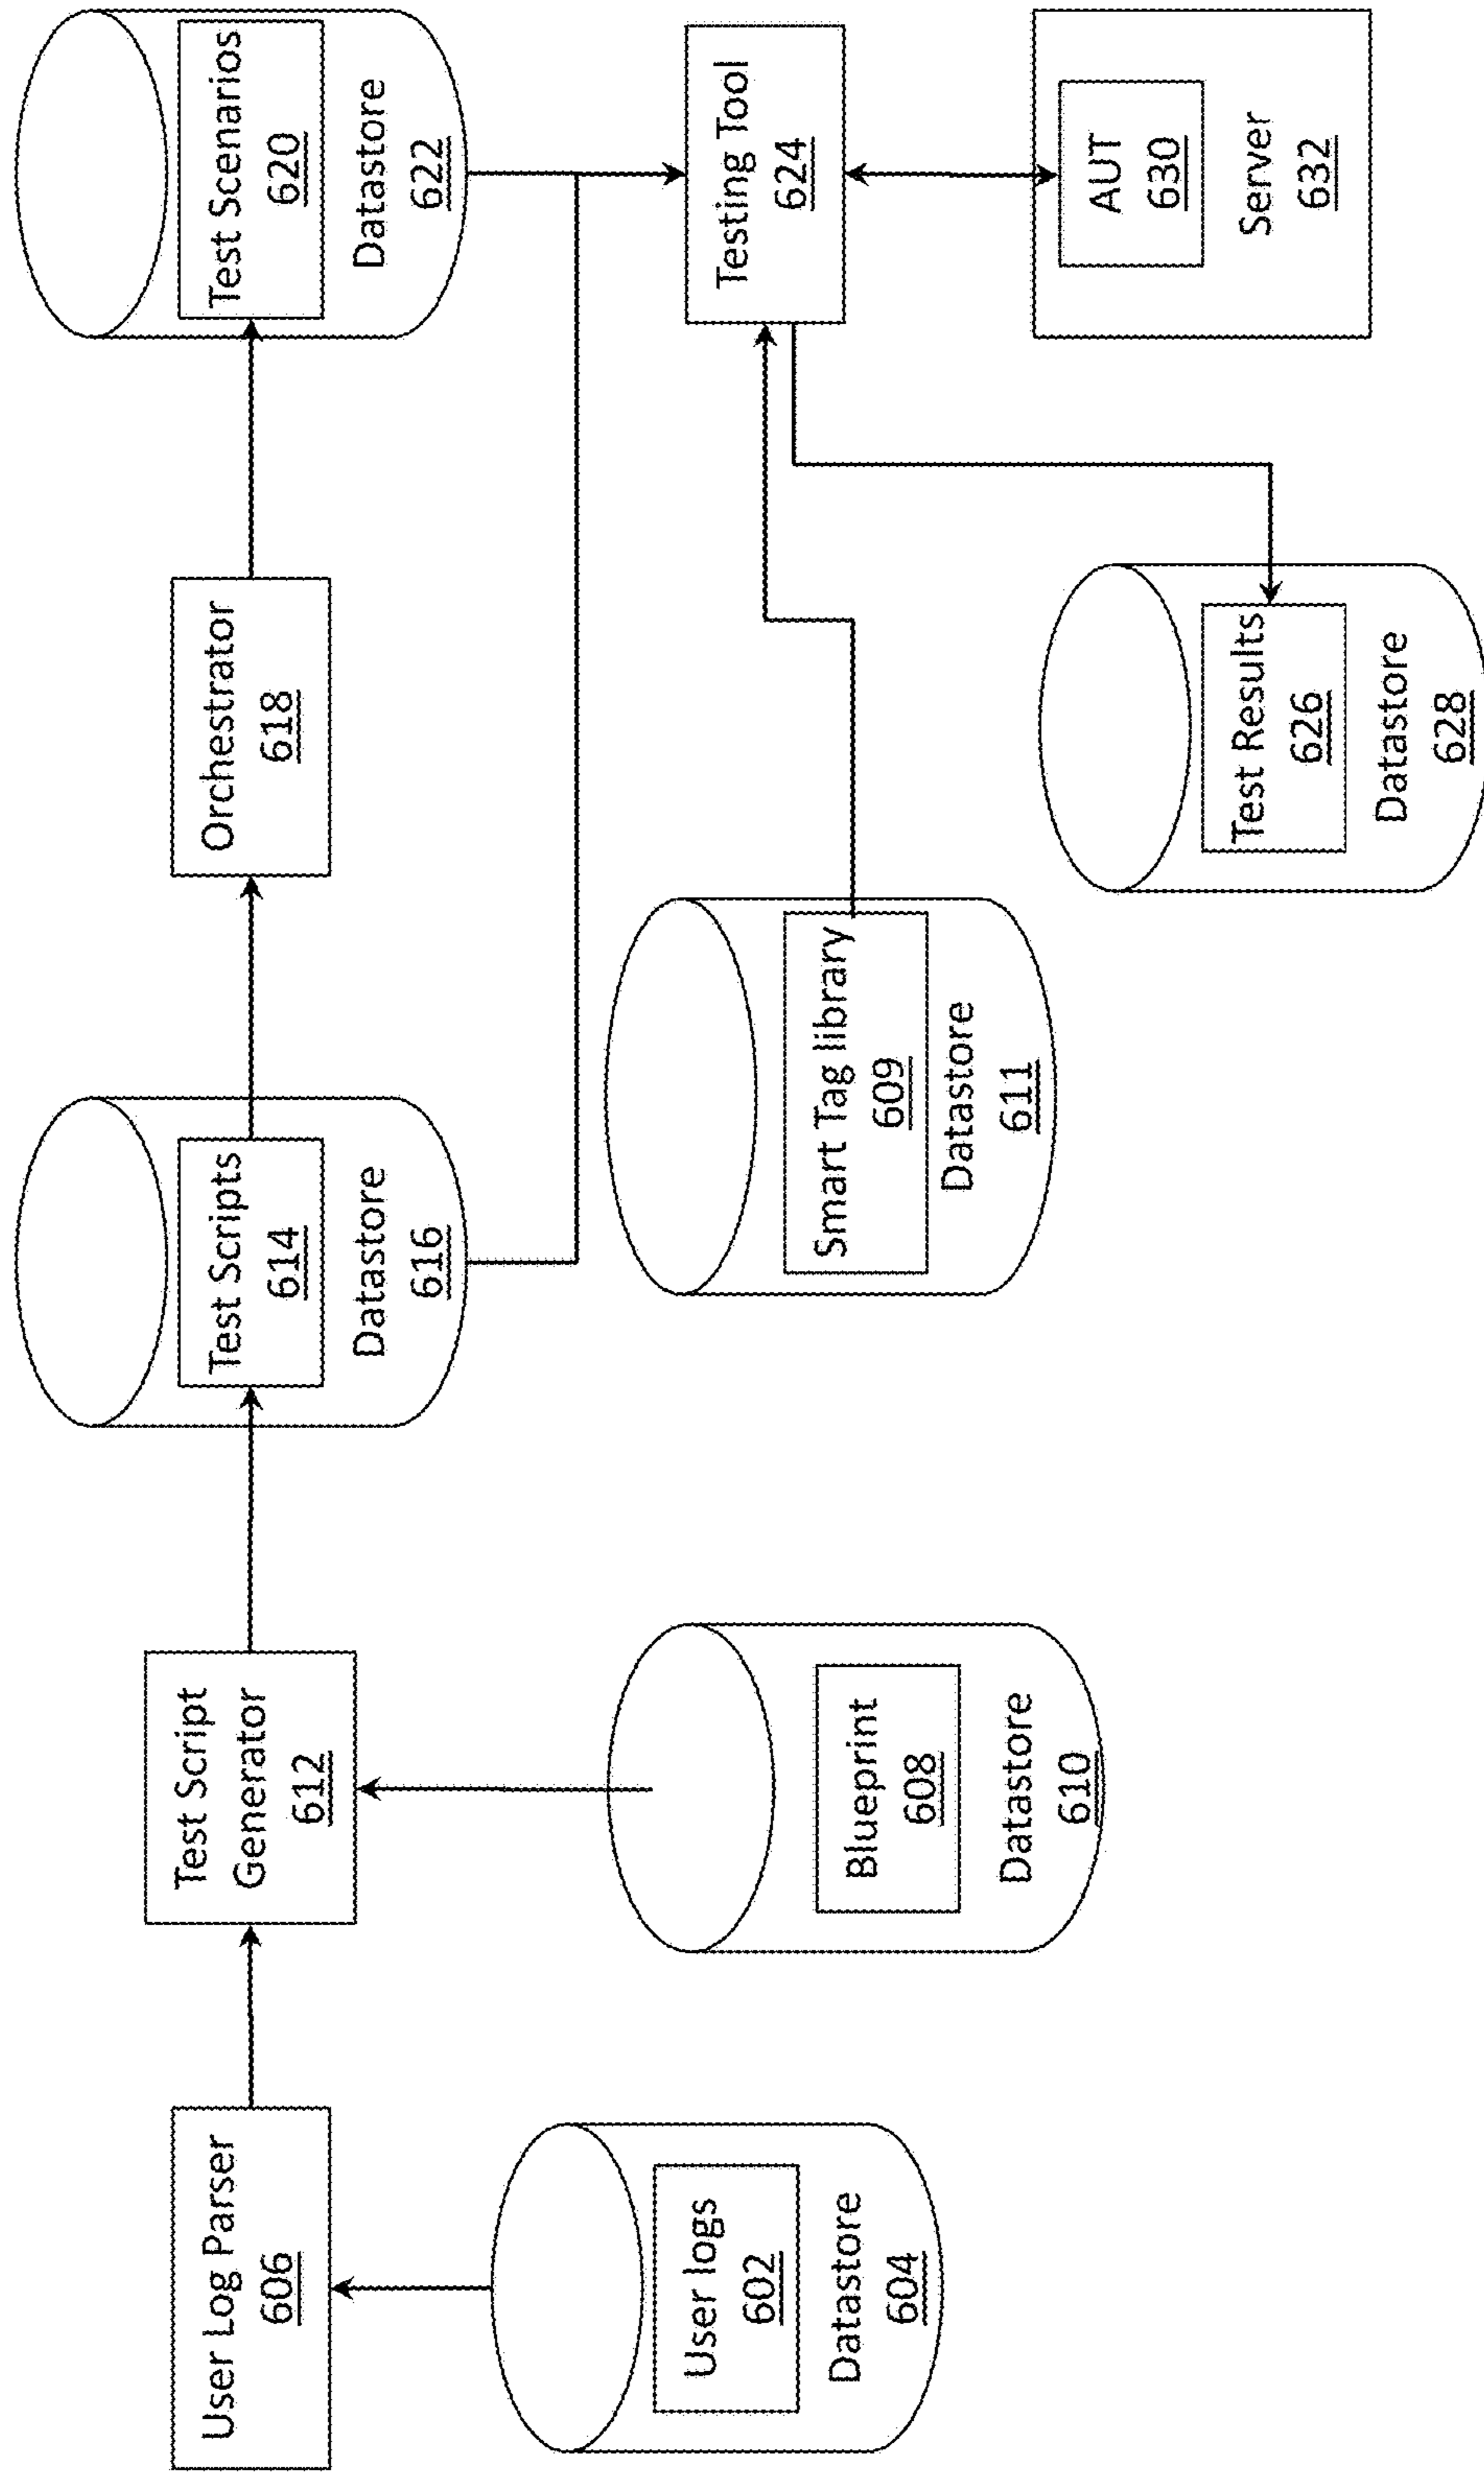 User Log Parser
606
User logs
602
Datastore
604
Test Script
Generator
612
Blueprint
608
Datastore
610
Test Scripts
614
Datastore
616
Smart Tag library
609
Datastore
611
Orchestrator
618
Test Results
626
Datastore
628
Test Scenarios
620
Datastore
622
Testing Tool
624
AUT
630
Server
632